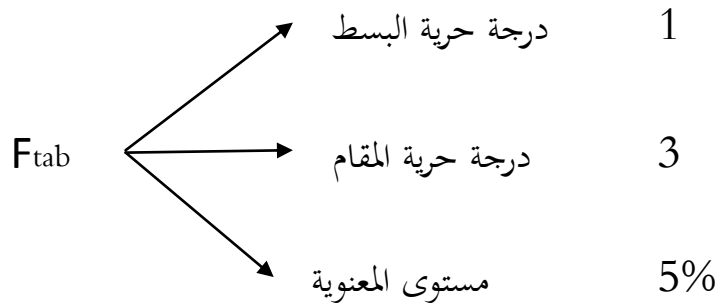 درجة حرية البسط 1
Ftab درجة حرية المقام 3
مستوى المعنوية 5%